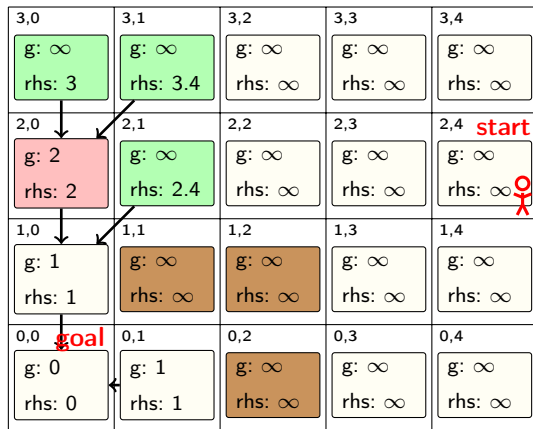 3,0 3,1 3,2 3,3 3,4
g: ∞ g: ∞ g: ∞ g: ∞ g: ∞
rhs: 3 rhs: 3.4 rhs: ∞ rhs: ∞ rhs: ∞
2,0 2,1 2,2 2,3 2,4 start
g: 2 g: ∞ g: ∞ g: ∞ g: ∞
rhs: 2 rhs: 2.4 rhs: ∞ rhs: ∞ rhs: ∞
1,0 1,1 1,2 1,3 1,4
g: 1 g: ∞ g: ∞ g: ∞ g: ∞
rhs: 1 rhs: ∞ rhs: ∞ rhs: ∞ rhs: ∞
0,0 goal 0,1 0,2 0,3 0,4
g: 0 g: 1 g: ∞ g: ∞ g: ∞
rhs: 0 rhs: 1 rhs: ∞ rhs: ∞ rhs: ∞